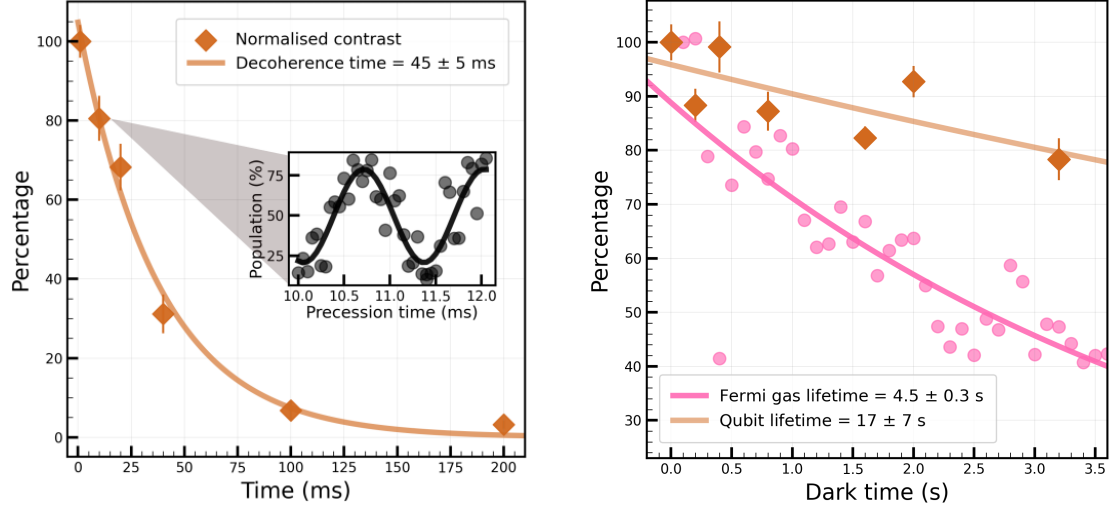 Normalised contrast
Decoherence time = 45 ± 5 ms
100
80
60
40
20
0
Percentage
0 25 50 75 100 125 150 175 200
Time (ms)
75
50
25
Population (%)
10.0 10.5 11.0 11.5 12.0
Precession time (ms)
100
90
80
70
60
50
40
30
Percentage
Fermi gas lifetime = 4.5 ± 0.3 s
Qubit lifetime = 17 ± 7 s
0.0 0.5 1.0 1.5 2.0 2.5 3.0 3.5
Dark time (s)